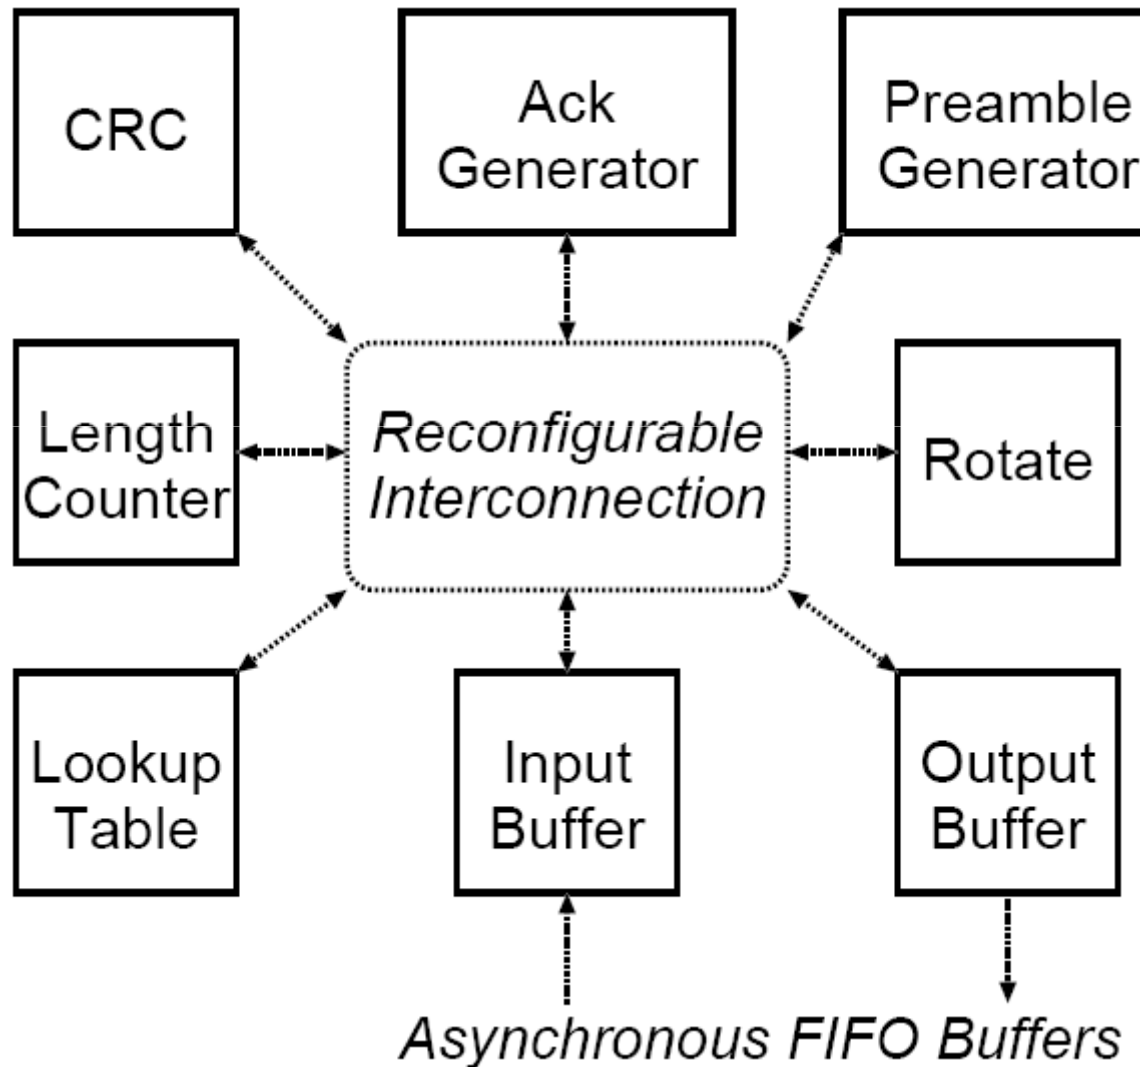 CRC
Ack
Generator
Preamble
Generator
Length
Counter
Reconfigurable
Interconnection
Rotate
Lookup
Table
Input
Buffer
Output
Buffer
Asynchronous FIFO Buffers